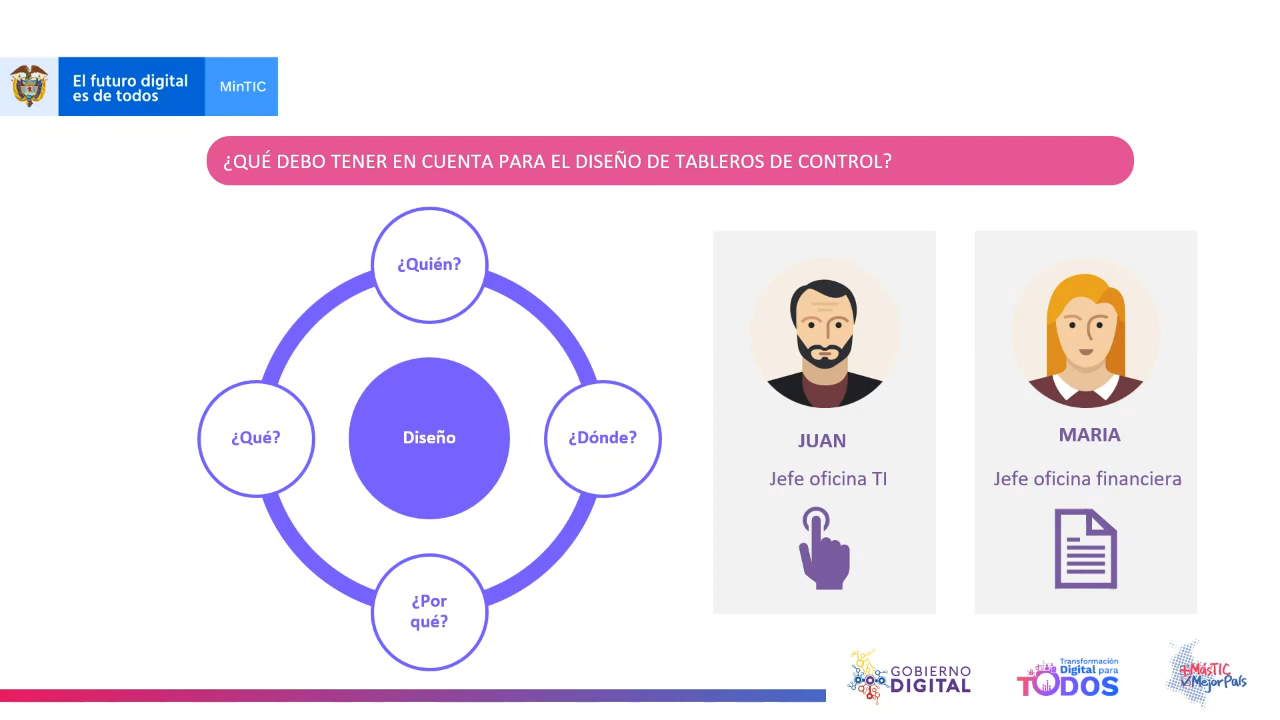 El futuro digital
es de todos
MinTIC
¿QUÉ DEBO TENER EN CUENTA PARA EL DISEÑO DE TABLEROS DE CONTROL?
¿Quién?
¿Qué?
Diseño
¿Dónde?
¿Por
qué?
JUAN
Jefe oficina TI
MARIA
Jefe oficina financiera
GOBIERNO
DIGITAL
Transformación
Digital para
TODOS
+MásTIC
MejorPaís